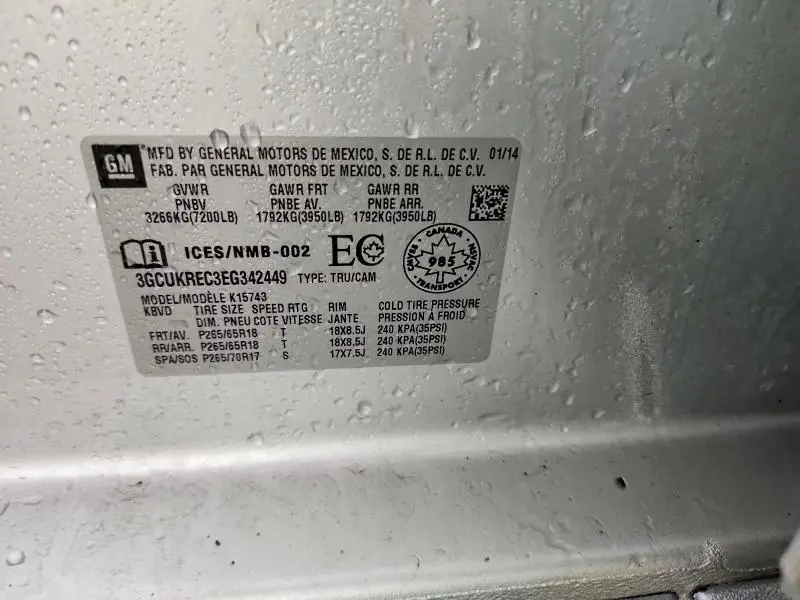 GM MFD BY GENERAL MOTORS DE MEXICO, S. DE R.L. DE C.V. 01/14
FAB. PAR GENERAL MOTORS DE MEXICO, S. DE R.L. DE C.V.
GVWR GAWR FRT GAWR RR
PNBV PNBE AV. PNBE ARR.
3266KG(7200LB) 1792KG(3950LB) 1792KG(3950LB)
ICES/NMB-002 EC
CANADA
CMVSS 985 NSVAC
TRANSPORT
3GCUKREC3EG342449 TYPE: TRU/CAM
MODEL/MODÈLE K15743
KBVD TIRE SIZE SPEED RTG RIM COLD TIRE PRESSURE
DIM. PNEU COTE VITESSE JANTE PRESSION À FROID
FRT/AV. P265/65R18 T 18X8.5J 240 KPA(35PSI)
RR/ARR. P265/65R18 T 18X8.5J 240 KPA(35PSI)
SPA/SOS P265/70R17 S 17X7.5J 240 KPA(35PSI)